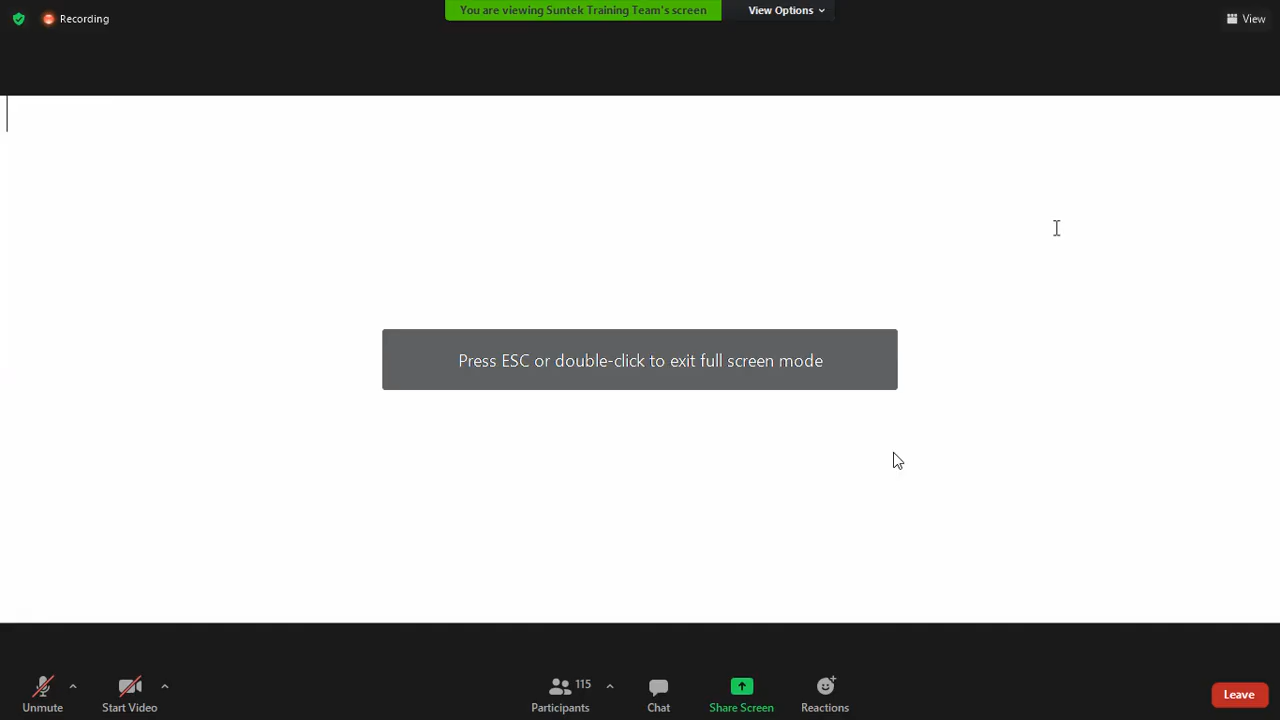 Recording
You are viewing Suntek Training Team's screen
View Options
View
Press ESC or double-click to exit full screen mode
Unmute
Start Video
115
Participants
Chat
Share Screen
Reactions
Leave